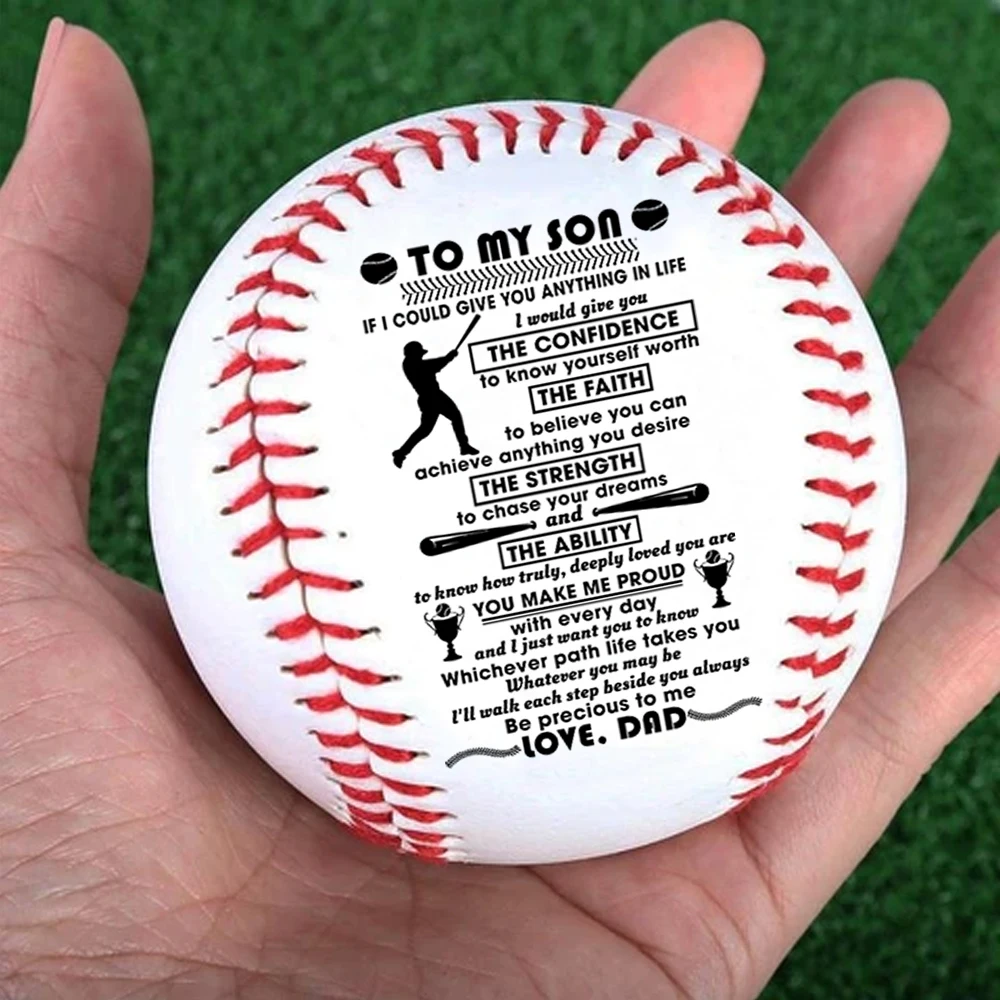 TO MY SON
IF I COULD GIVE YOU ANYTHING IN LIFE
I would give you
THE CONFIDENCE
to know yourself worth
THE FAITH
to believe you can
achieve anything you desire
THE STRENGTH
to chase your dreams
and
THE ABILITY
to know how truly, deeply loved you are
YOU MAKE ME PROUD
with every day
and I just want you to know
Whichever path life takes you
Whatever you may be
I'll walk each step beside you always
Be precious to me
LOVE. DAD